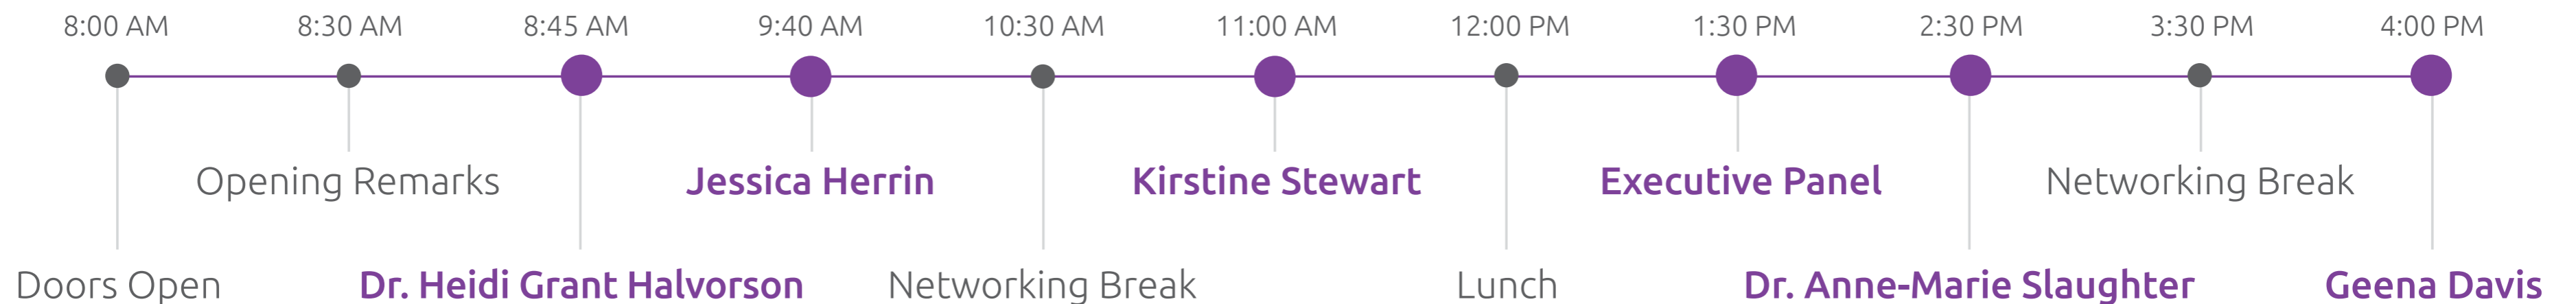 8:00 AM 8:30 AM 8:45 AM 9:40 AM 10:30 AM 11:00 AM 12:00 PM 1:30 PM 2:30 PM 3:30 PM 4:00 PM
Opening Remarks Jessica Herrin Kirstine Stewart Executive Panel Networking Break
Doors Open Dr. Heidi Grant Halvorson Networking Break Lunch Dr. Anne-Marie Slaughter Geena Davis